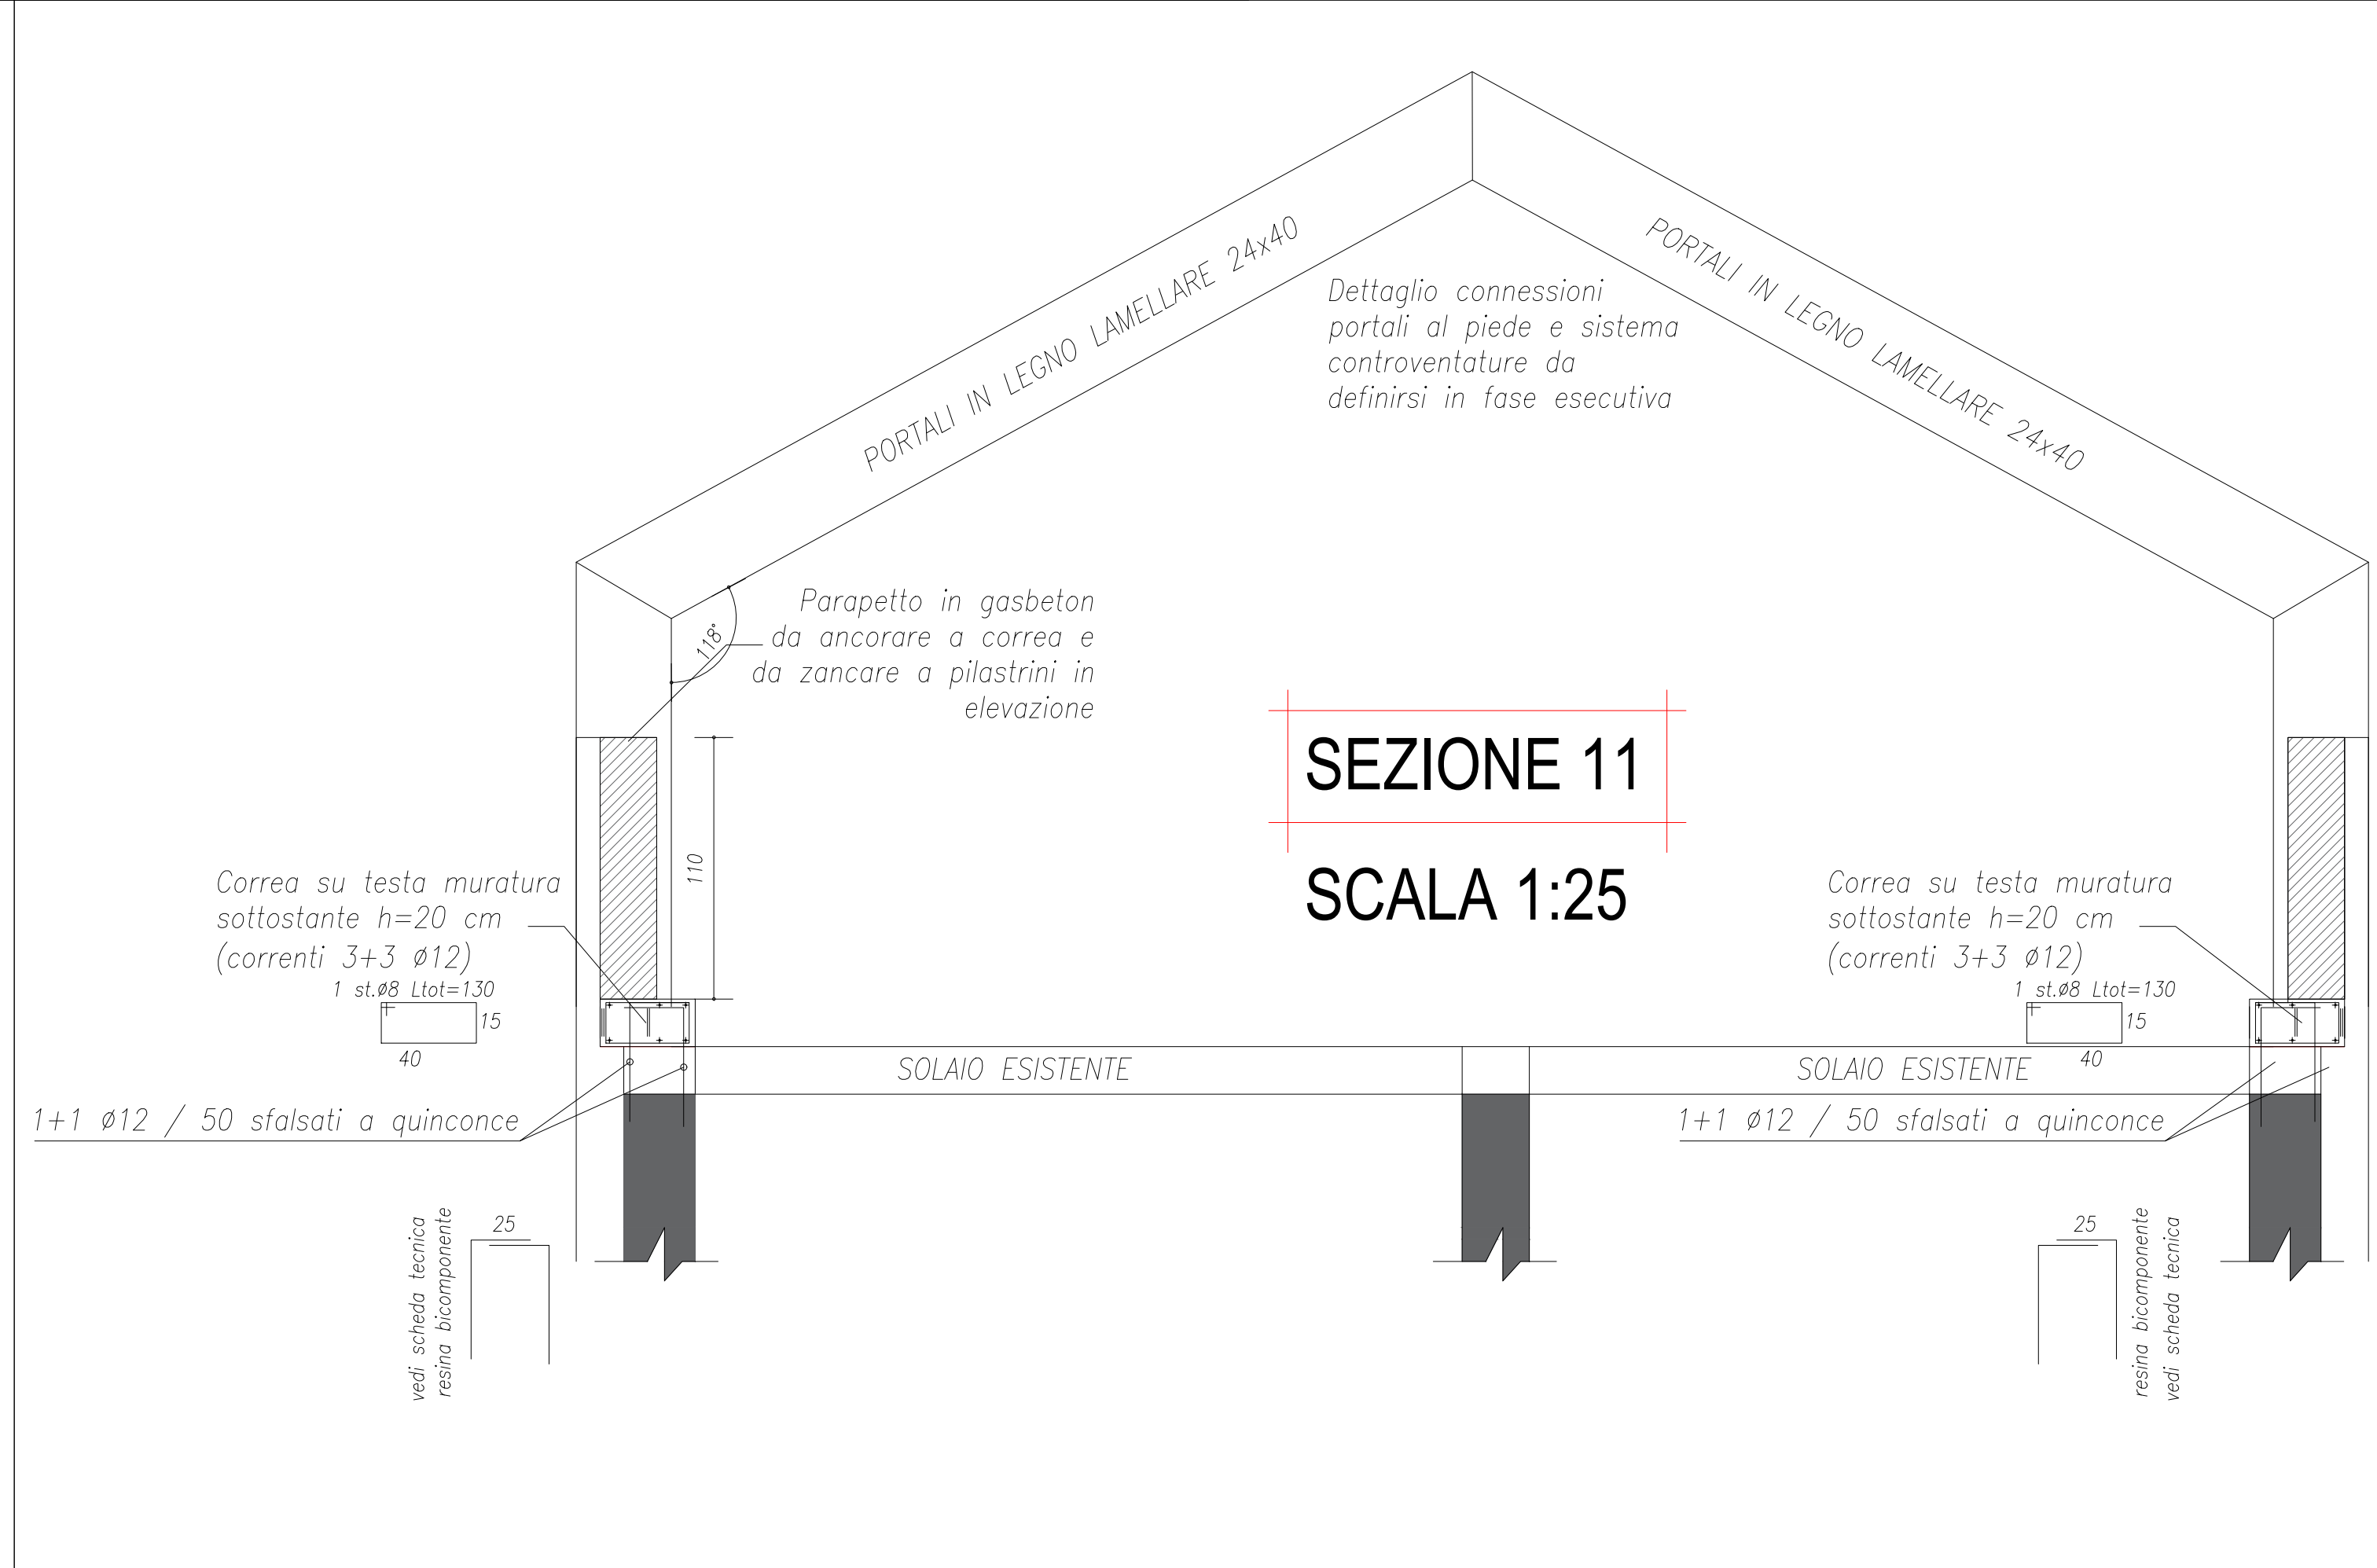 PORTALI IN LEGNO LAMELLARE 24x40
PORTALI IN LEGNO LAMELLARE 24x40
Dettaglio connessioni
portali al piede e sistema
controventature da
definirsi in fase esecutiva
118°
Parapetto in gasbeton
da ancorare a correa e
da zancare a pilastrini in
elevazione
SEZIONE 11
SCALA 1:25
110
Correa su testa muratura
sottostante h=20 cm
(correnti 3+3 ø12)
1 st.ø8 Ltot=130
15
40
Correa su testa muratura
sottostante h=20 cm
(correnti 3+3 ø12)
1 st.ø8 Ltot=130
15
40
SOLAIO ESISTENTE
SOLAIO ESISTENTE
1+1 ø12 / 50 sfalsati a quinconce
1+1 ø12 / 50 sfalsati a quinconce
vedi scheda tecnica
resina bicomponente
25
25
resina bicomponente
vedi scheda tecnica